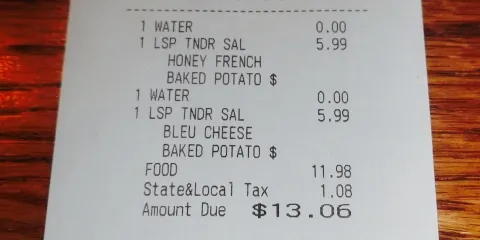 1 WATER 0.00
1 LSP TNDR SAL 5.99
HONEY FRENCH
BAKED POTATO $
1 WATER 0.00
1 LSP TNDR SAL 5.99
BLEU CHEESE
BAKED POTATO $
FOOD 11.98
State&Local Tax 1.08
Amount Due $13.06